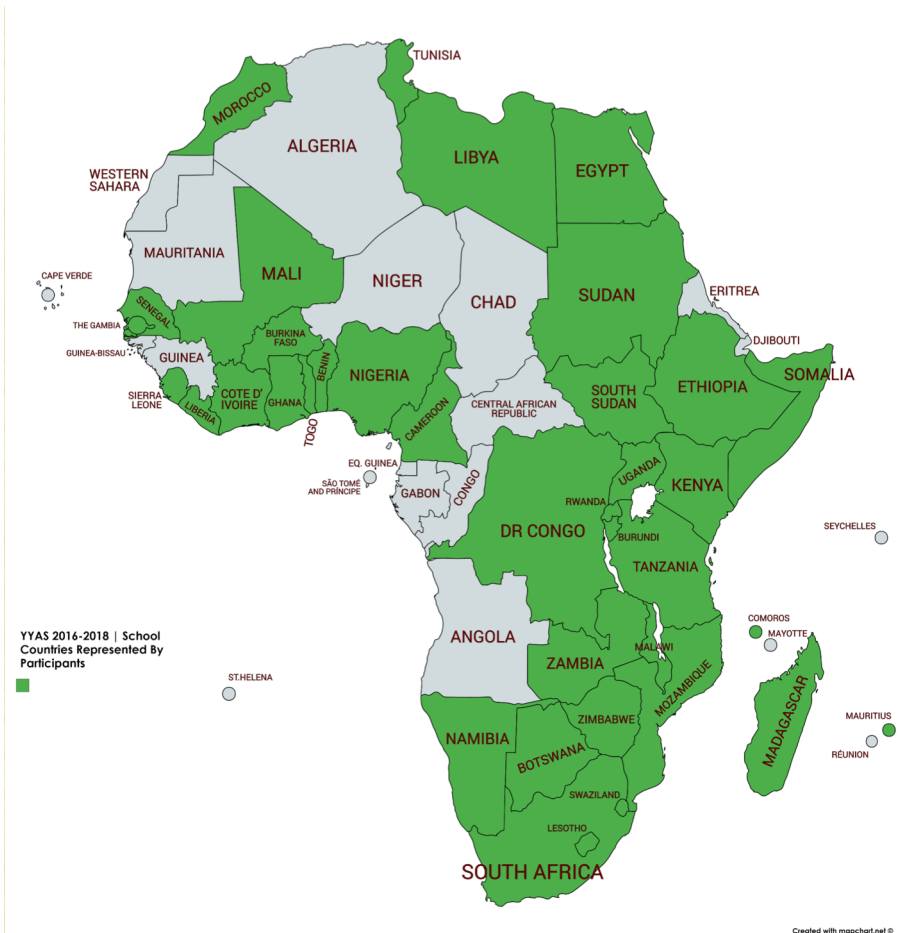 TUNISIA
MOROCCO
ALGERIA
LIBYA
EGYPT
WESTERN
SAHARA
MAURITANIA
MALI
NIGER
CHAD
SUDAN
ERITREA
CAPE VERDE
SENEGAL
THE GAMBIA
BURKINA
FASO
DJIBOUTI
GUINEA-BISSAU
GUINEA
BENIN
NIGERIA
SOMALIA
ETHIOPIA
SOUTH
SUDAN
SIERRA
LEONE
LIBERIA
COTE D'
IVOIRE
GHANA
TOGO
CAMEROON
CENTRAL AFRICAN
REPUBLIC
EQ. GUINEA
SÃO TOMÉ
AND PRÍNCIPE
GABON
CONGO
UGANDA
KENYA
RWANDA
DR CONGO
BURUNDI
SEYCHELLES
TANZANIA
COMOROS
MAYOTTE
YYAS 2016-2018 | School
Countries Represented By
Participants
ANGOLA
MALAWI
ZAMBIA
ST.HELENA
MOZAMBIQUE
MADAGASCAR
MAURITIUS
RÉUNION
NAMIBIA
ZIMBABWE
BOTSWANA
SWAZILAND
LESOTHO
SOUTH AFRICA
Created with mapchart.net ©